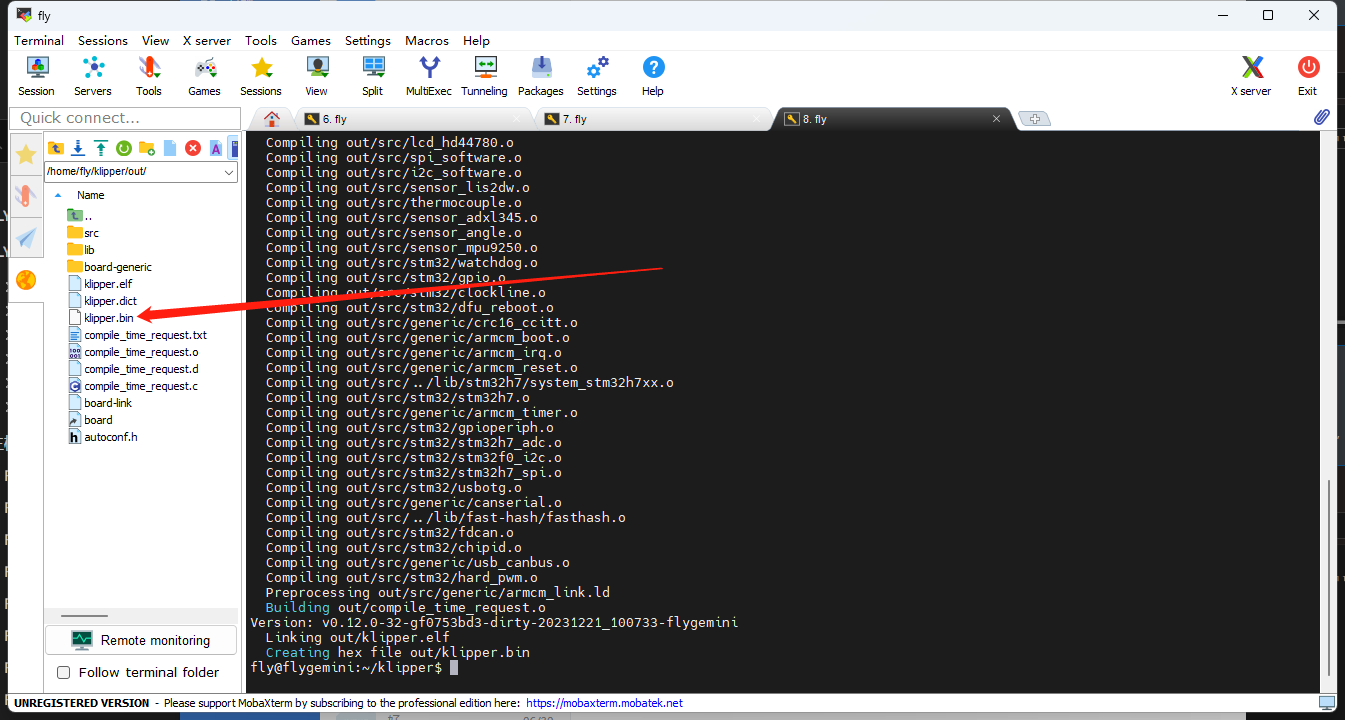 fly
Terminal Sessions View X server Tools Games Settings Macros Help
Session Servers Tools Games Sessions View Split MultiExec Tunneling Packages Settings Help X server Exit
Quick connect...
6. fly
7. fly
8. fly
/home/fly/klipper/out/
Name
..
src
lib
board-generic
klipper.elf
klipper.dict
klipper.bin
compile_time_request.txt
compile_time_request.o
compile_time_request.d
compile_time_request.c
board-link
board
autoconf.h
Remote monitoring
Follow terminal folder
Compiling out/src/lcd_hd44780.o
Compiling out/src/spi_software.o
Compiling out/src/i2c_software.o
Compiling out/src/sensor_lis2dw.o
Compiling out/src/thermocouple.o
Compiling out/src/sensor_adxl345.o
Compiling out/src/sensor_angle.o
Compiling out/src/sensor_mpu9250.o
Compiling out/src/stm32/watchdog.o
Compiling out/src/stm32/gpio.o
Compiling out/src/stm32/clockline.o
Compiling out/src/stm32/dfu_reboot.o
Compiling out/src/generic/crc16_ccitt.o
Compiling out/src/generic/armcm_boot.o
Compiling out/src/generic/armcm_irq.o
Compiling out/src/generic/armcm_reset.o
Compiling out/src/../lib/stm32h7/system_stm32h7xx.o
Compiling out/src/stm32/stm32h7.o
Compiling out/src/generic/armcm_timer.o
Compiling out/src/stm32/gpioperiph.o
Compiling out/src/stm32/stm32h7_adc.o
Compiling out/src/stm32/stm32f0_i2c.o
Compiling out/src/stm32/stm32h7_spi.o
Compiling out/src/stm32/usbotg.o
Compiling out/src/generic/canserial.o
Compiling out/src/../lib/fast-hash/fasthash.o
Compiling out/src/stm32/fdcan.o
Compiling out/src/stm32/chipid.o
Compiling out/src/generic/usb_canbus.o
Compiling out/src/stm32/hard_pwm.o
Preprocessing out/src/generic/armcm_link.ld
Building out/compile_time_request.o
Version: v0.12.0-32-gf0753bd3-dirty-20231221_100733-flygemini
Linking out/klipper.elf
Creating hex file out/klipper.bin
fly@flygemini:~/klipper$
UNREGISTERED VERSION - Please support MobaXterm by subscribing to the professional edition here: https://mobaxterm.mobatek.net